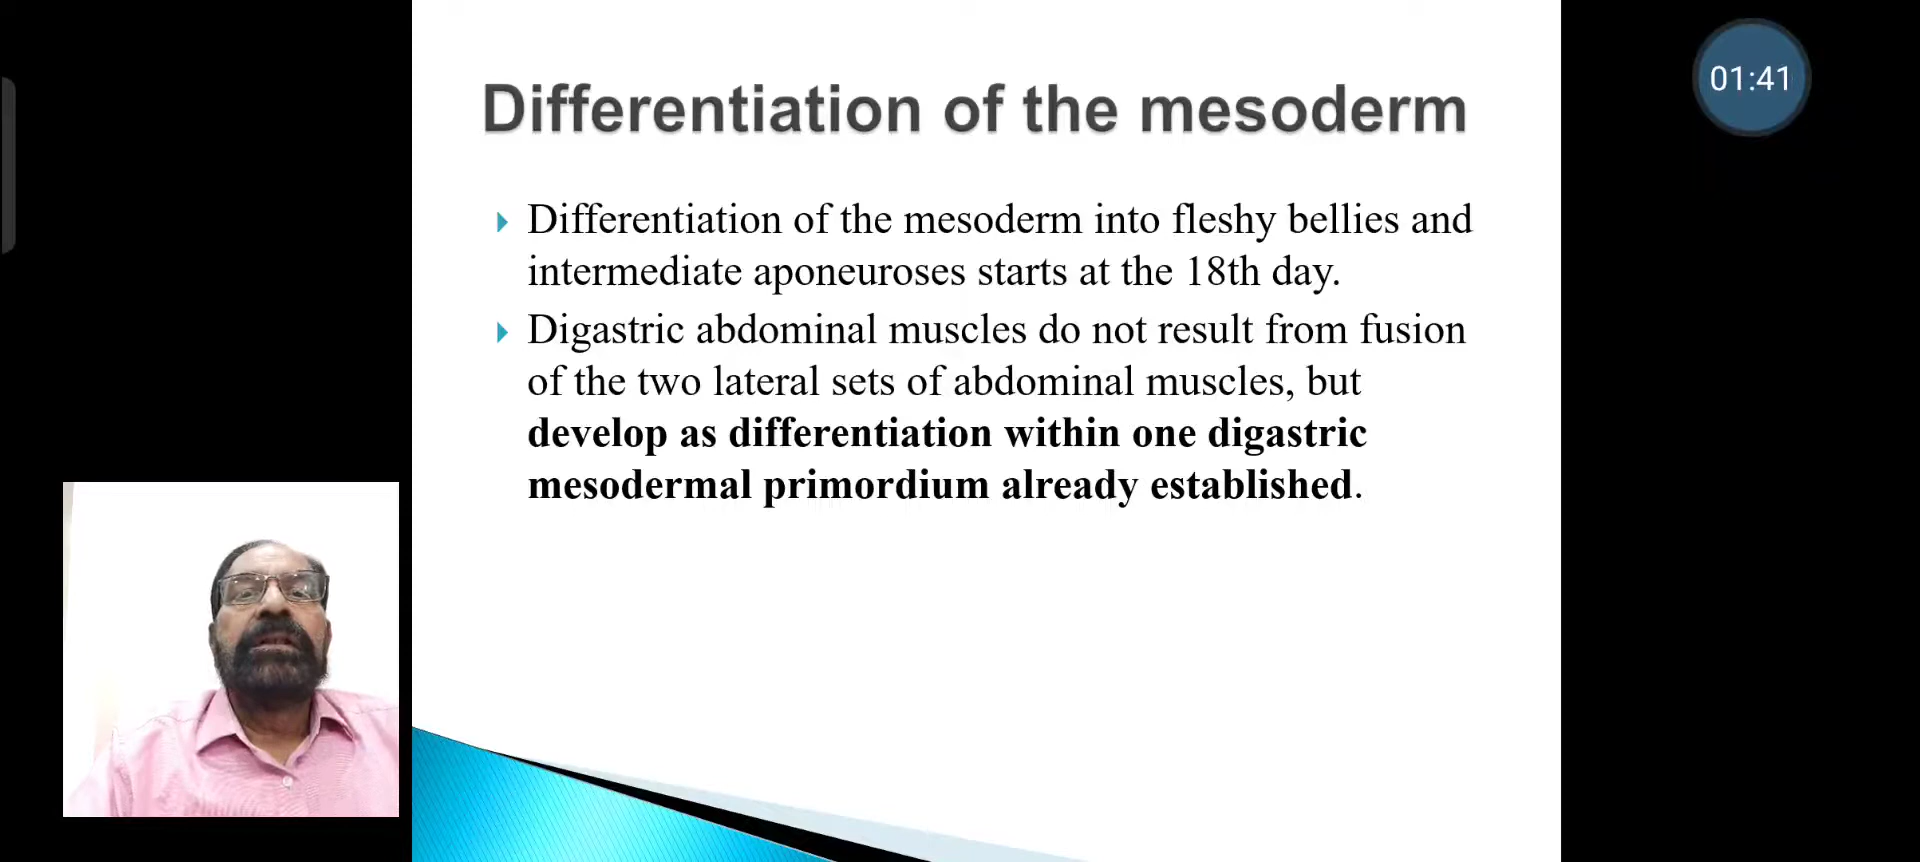 Differentiation of the mesoderm
01:41
Differentiation of the mesoderm into fleshy bellies and
intermediate aponeuroses starts at the 18th day.
Digastric abdominal muscles do not result from fusion
of the two lateral sets of abdominal muscles, but
develop as differentiation within one digastric
mesodermal primordium already established.